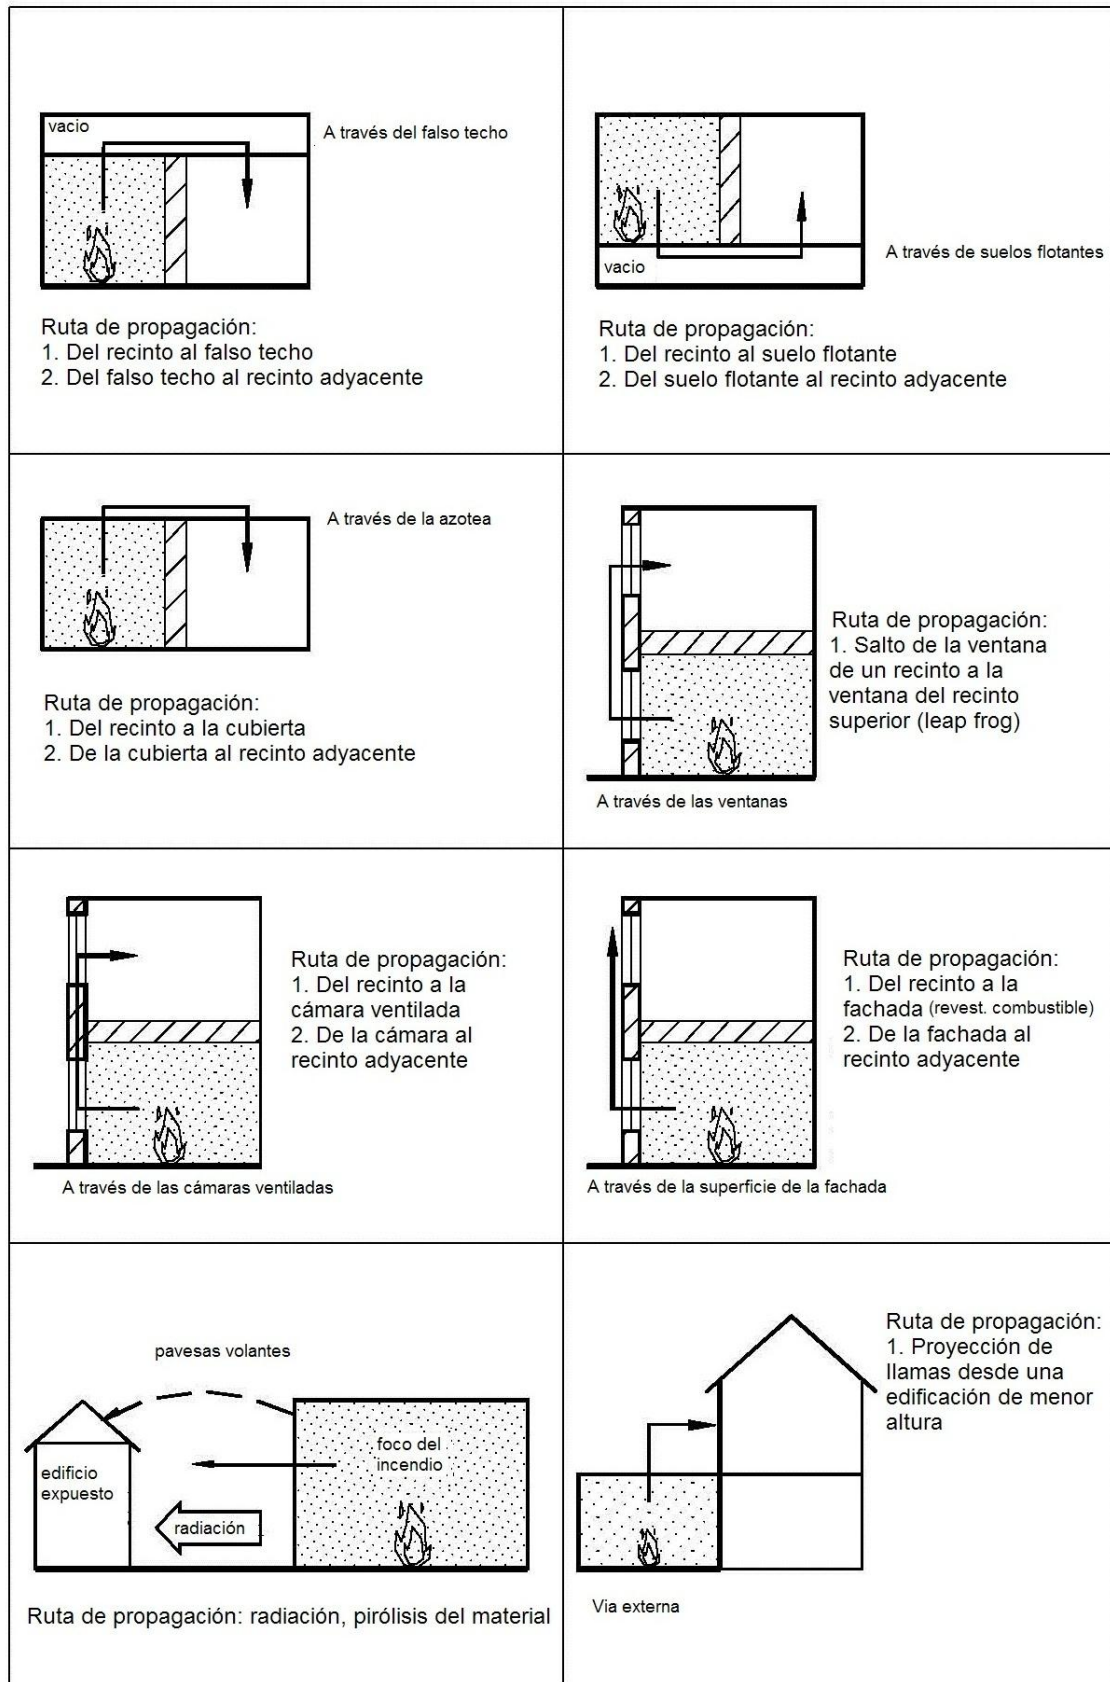 vacio
A través del falso techo
Ruta de propagación:
1. Del recinto al falso techo
2. Del falso techo al recinto adyacente
vacio
A través de suelos flotantes
Ruta de propagación:
1. Del recinto al suelo flotante
2. Del suelo flotante al recinto adyacente
A través de la azotea
Ruta de propagación:
1. Del recinto a la cubierta
2. De la cubierta al recinto adyacente
Ruta de propagación:
1. Salto de la ventana
de un recinto a la
ventana del recinto
superior (leap frog)
A través de las ventanas
Ruta de propagación:
1. Del recinto a la
cámara ventilada
2. De la cámara al
recinto adyacente
A través de las cámaras ventiladas
Ruta de propagación:
1. Del recinto a la
fachada (revest. combustible)
2. De la fachada al
recinto adyacente
A través de la superficie de la fachada
pavesas volantes
foco del
incendio
edificio
expuesto
radiación
Ruta de propagación: radiación, pirólisis del material
Ruta de propagación:
1. Proyección de
llamas desde una
edificación de menor
altura
Via externa